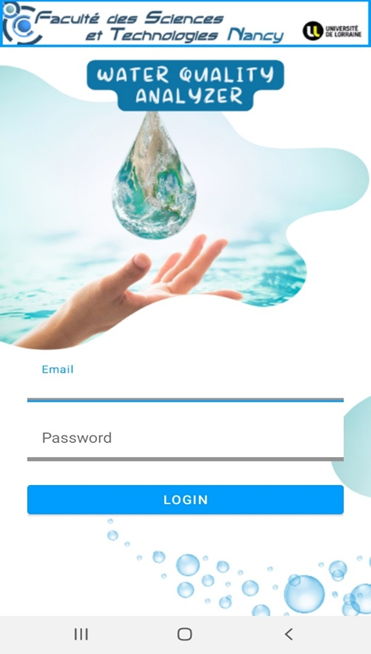 Faculté des Sciences
et Technologies Nancy
UNIVERSITÉ
DE LORRAINE
WATER QUALITY
ANALYZER
Email
Password
LOGIN